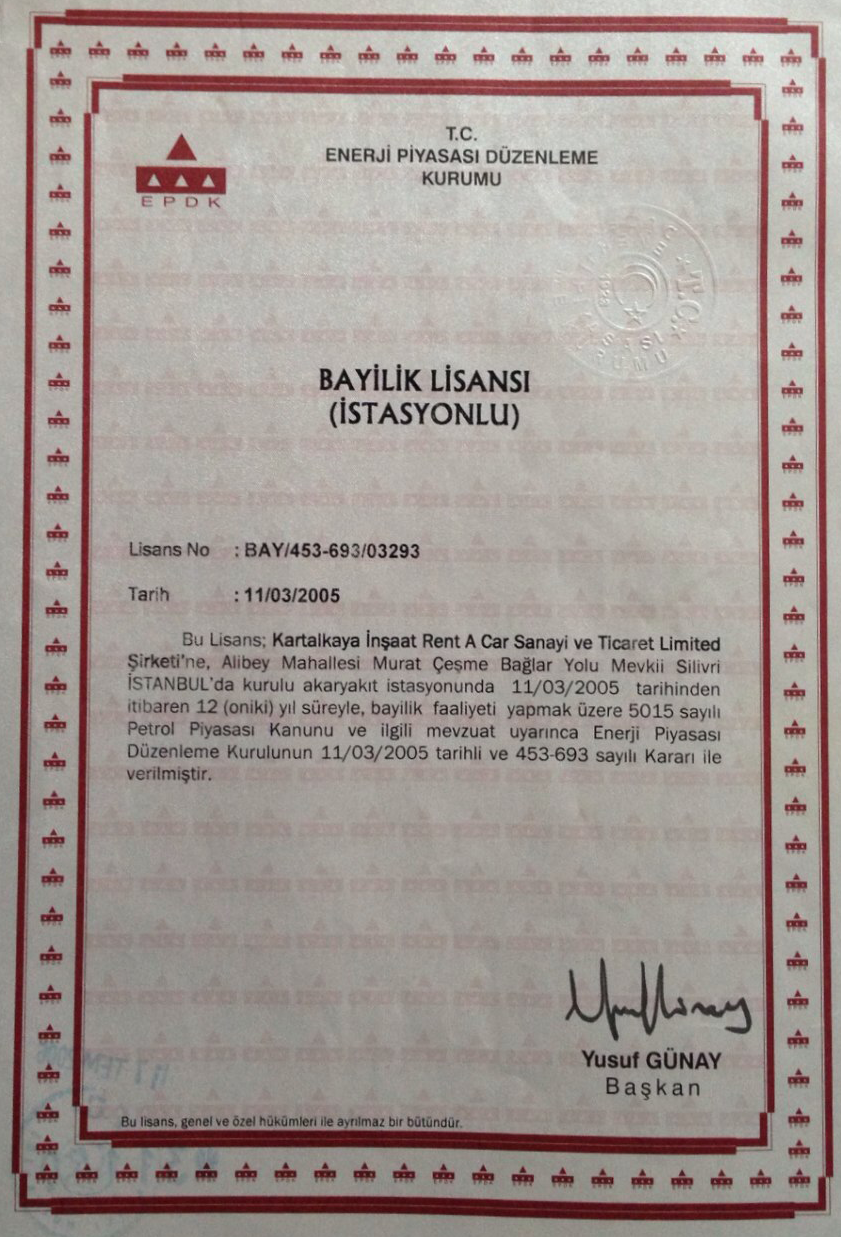 T.C.
ENERJİ PİYASASI DÜZENLEME
KURUMU
EPDK
BAYİLİK LİSANSI
(İSTASYONLU)
Lisans No : BAY/453-693/03293
Tarih : 11/03/2005
Bu Lisans; Kartalkaya İnşaat Rent A Car Sanayi ve Ticaret Limited
Şirketi'ne, Alibey Mahallesi Murat Çeşme Bağlar Yolu Mevkii Silivri
İSTANBUL'da kurulu akaryakıt istasyonunda 11/03/2005 tarihinden
itibaren 12 (oniki) yıl süreyle, bayilik faaliyeti yapmak üzere 5015 sayılı
Petrol Piyasası Kanunu ve ilgili mevzuat uyarınca Enerji Piyasası
Düzenleme Kurulunun 11/03/2005 tarihli ve 453-693 sayılı Kararı ile
verilmiştir.
Yusuf GÜNAY
Başkan
Bu lisans, genel ve özel hükümleri ile ayrılmaz bir bütündür.